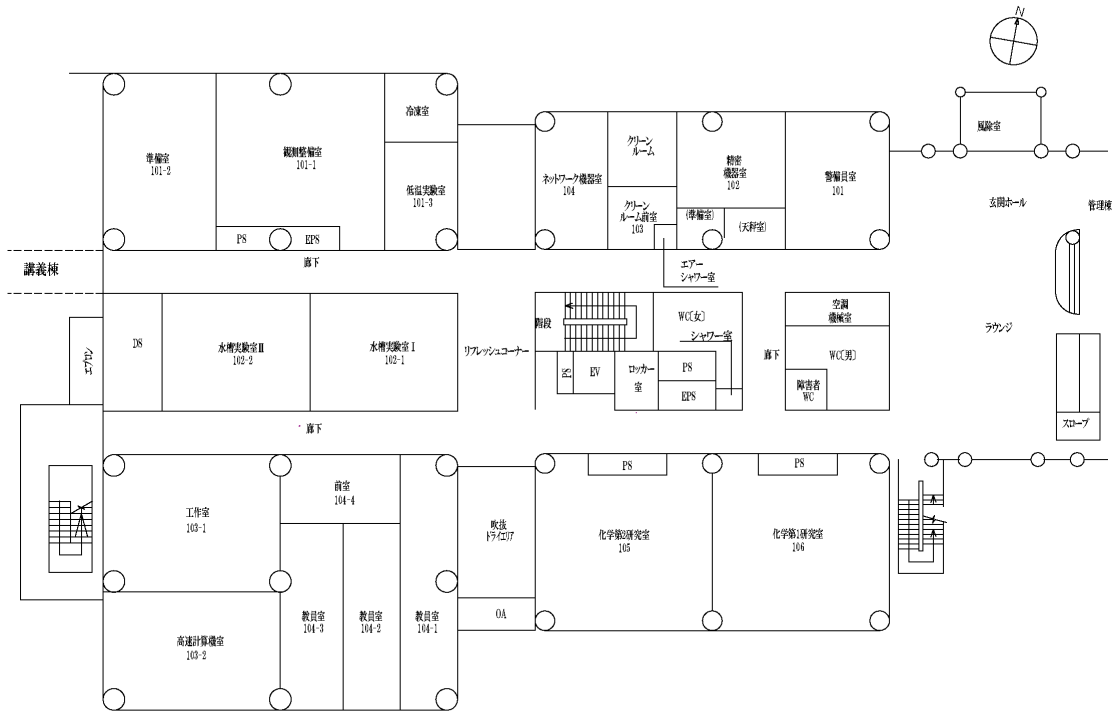 N
風除室
玄関ホール
管理棟
冷凍室
準備室
101-2
観測整備室
101-1
低温実験室
101-3
PS
EPS
廊下
ネットワーク機器室
104
クリーン
ルーム
クリーン
ルーム前室
103
精密
機器室
102
(準備室)
(天秤室)
警備員室
101
エアー
シャワー室
講義棟
エプロン
DS
水槽実験室Ⅱ
102-2
水槽実験室Ⅰ
102-1
リフレッシュコーナー
階段
WC[女]
シャワー室
PS
EV
ロッカー
室
PS
EPS
廊下
空調
機械室
WC[男]
障害者
WC
ラウンジ
スロープ
廊下
工作室
103-1
高速計算機室
103-2
前室
104-4
教員室
104-3
教員室
104-2
教員室
104-1
吹抜
ドライエリア
OA
PS
化学第2研究室
105
PS
化学第1研究室
106